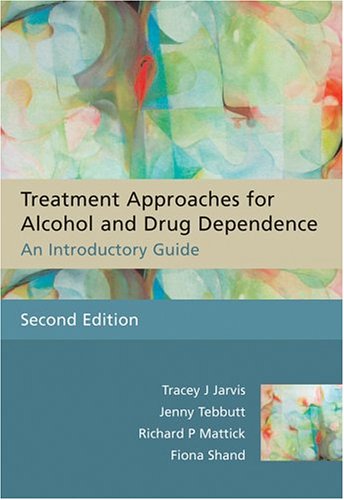 Treatment Approaches for
Alcohol and Drug Dependence
An Introductory Guide
Second Edition
Tracey J Jarvis
Jenny Tebbutt
Richard P Mattick
Fiona Shand